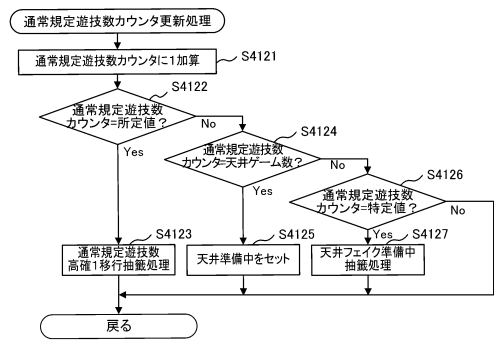 通常規定遊技数カウンタ更新処理
通常規定遊技数カウンタに1加算
S4121
S4122
通常規定遊技数
カウンタ=所定値?
No
Yes
S4124
通常規定遊技数
カウンタ=天井ゲーム数?
No
Yes
S4126
通常規定遊技数
カウンタ=特定値?
No
Yes
S4123
通常規定遊技数
高確1移行抽籤処理
S4125
天井準備中をセット
S4127
天井フェイク準備中
抽籤処理
戻る